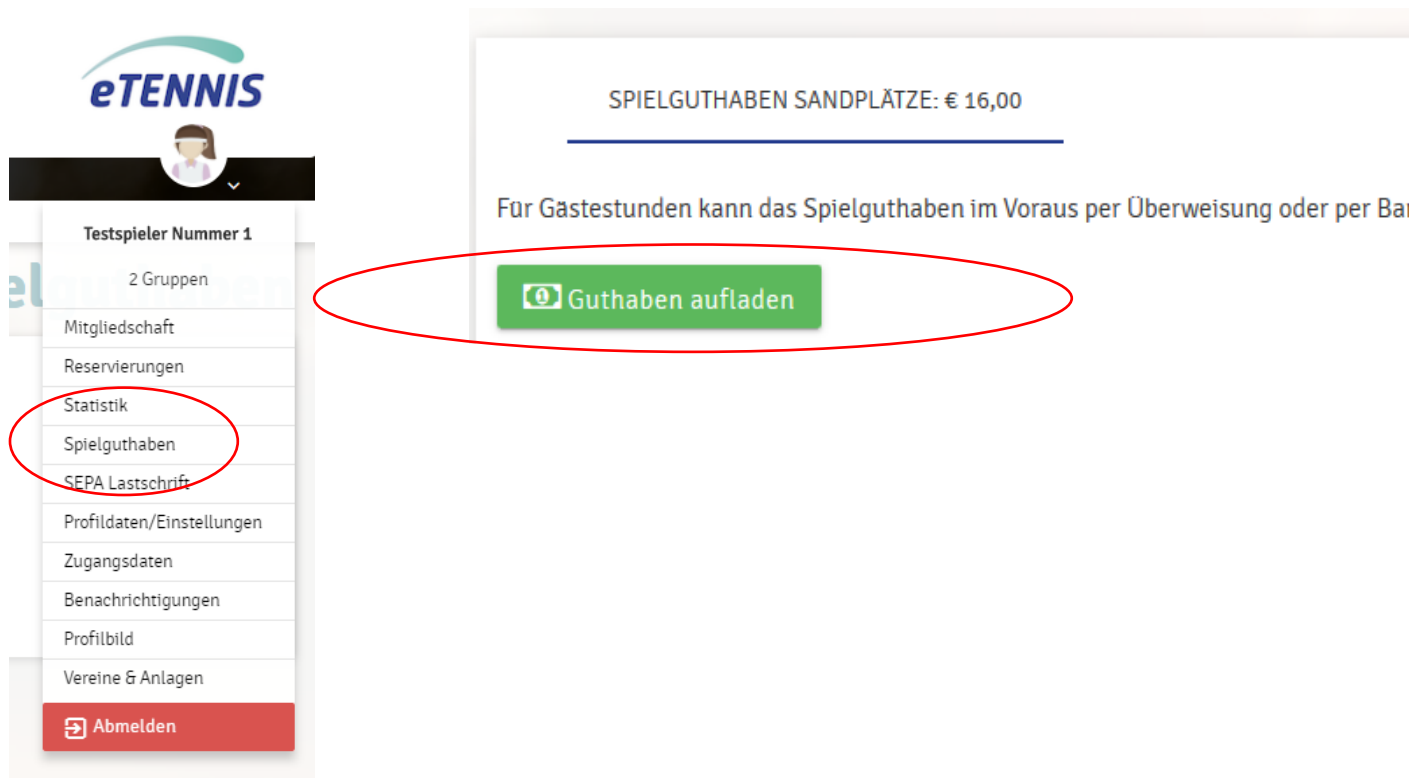 eTENNIS
Testspieler Nummer 1
2 Gruppen
Mitgliedschaft
Reservierungen
Statistik
Spielguthaben
SEPA Lastschrift
Profildaten/Einstellungen
Zugangsdaten
Benachrichtigungen
Profilbild
Vereine & Anlagen
Abmelden
SPIELGUTHABEN SANDPLÄTZE: € 16,00
Für Gästestunden kann das Spielguthaben im Voraus per Überweisung oder per
Guthaben aufladen